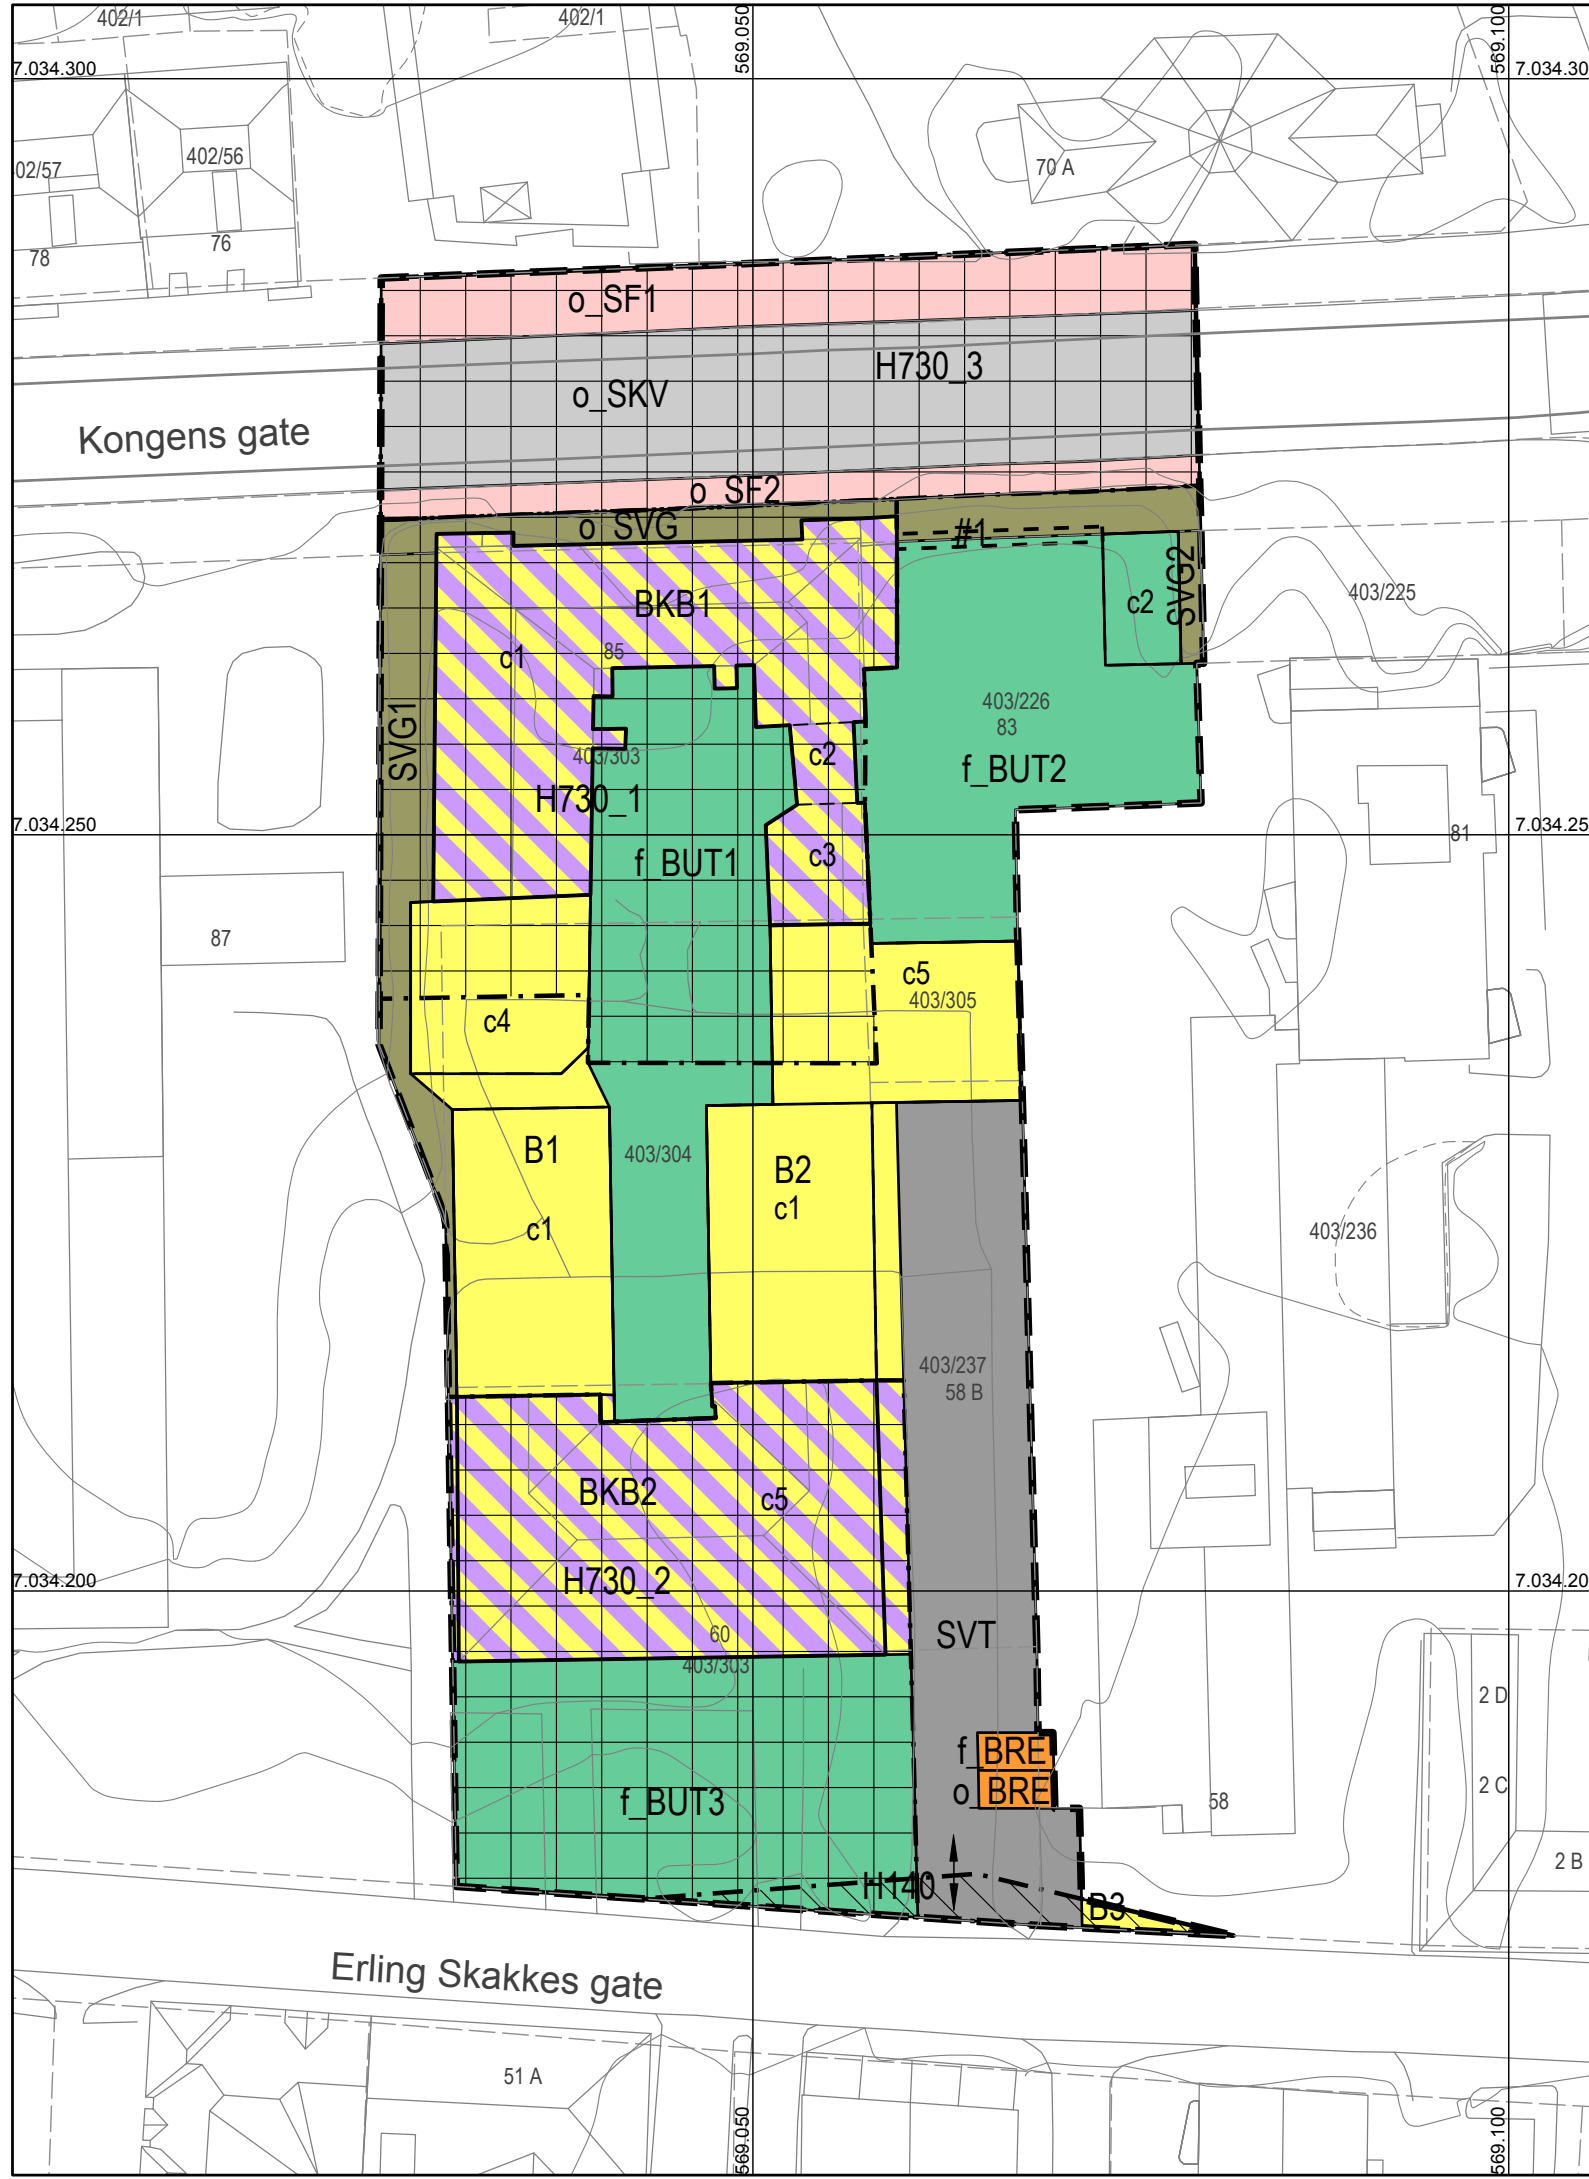 402/1
402/1
569.050
569.100
7.034.300
7.034.30
02/57
402/56
70 A
78
76
o_SF1
H730_3
o_SKV
Kongens gate
o_SF2
o_SVG
#1
SVG2
BKB1
c2
403/225
c1
85
403/226
83
SVG1
403/303
c2
f_BUT2
H730_1
7.034.250
7.034.25
81
f_BUT1
c3
87
c5
403/305
c4
B1
403/304
B2
c1
c1
403/236
403/237
58 B
BKB2
c5
H730_2
7.034.200
7.034.20
60
SVT
403/303
2 D
f_BRE
o_BRE
2 C
f_BUT3
58
2 B
H140
B3
Erling Skakkes gate
51 A
569.050
569.100